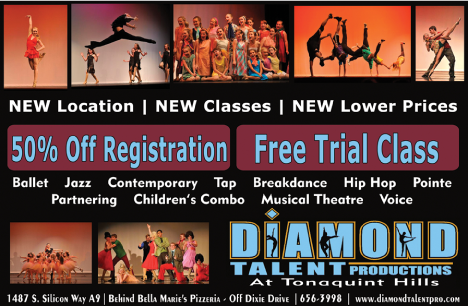 NEW Location | NEW Classes | NEW Lower Prices
50% Off Registration
Free Trial Class
Ballet Jazz Contemporary Tap Breakdance Hip Hop Pointe
Partnering Children's Combo Musical Theatre Voice
DIAMOND
TALENT PRODUCTIONS
At Tonaquint Hills
1487 S. Silicon Way A9 | Behind Bella Marie's Pizzeria - Off Dixie Drive | 656-3998 | www.diamondtalentpro.com